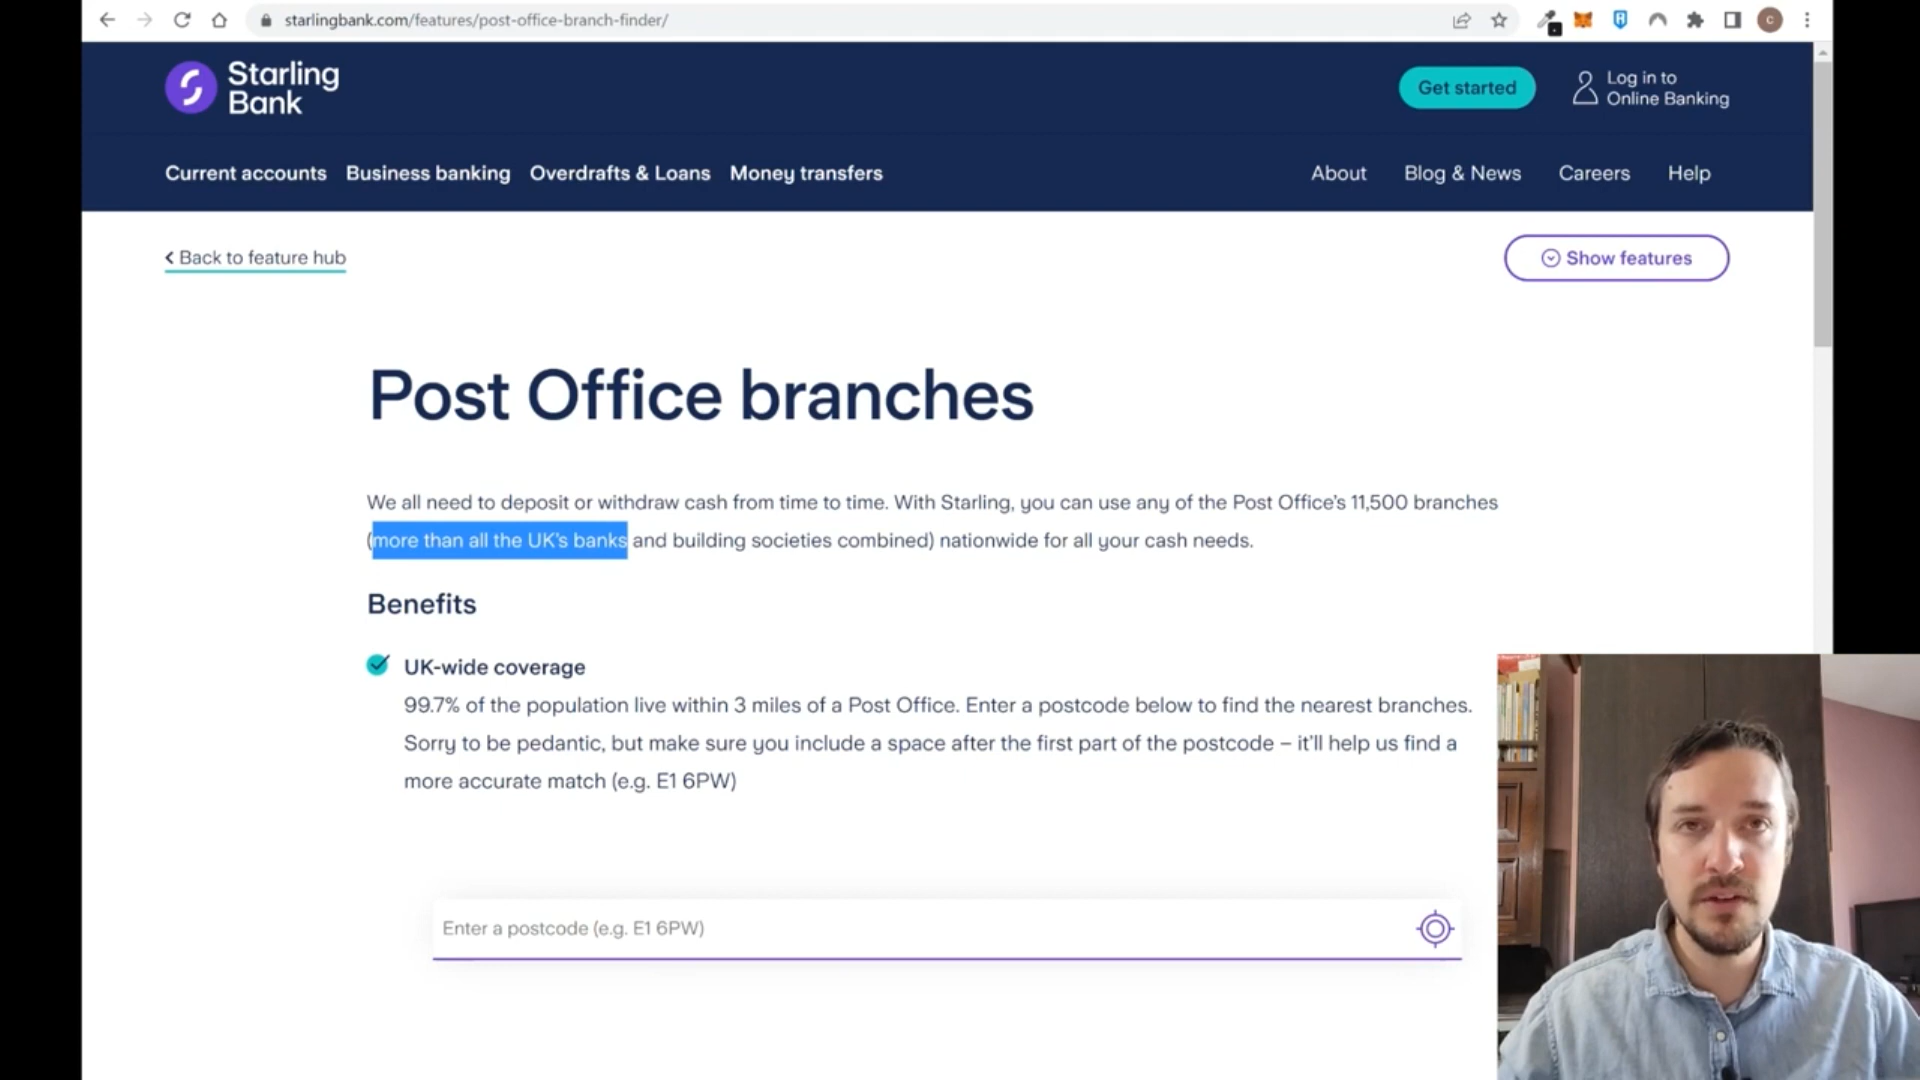 starlingbank.com/features/post-office-branch-finder/
Starling
Bank
Get started
Log in to
Online Banking
Current accounts Business banking Overdrafts & Loans Money transfers
About Blog & News Careers Help
Back to feature hub
Show features
Post Office branches
We all need to deposit or withdraw cash from time to time. With Starling, you can use any of the Post Office's 11,500 branches
(more than all the UK's banks and building societies combined) nationwide for all your cash needs.
Benefits
UK-wide coverage
99.7% of the population live within 3 miles of a Post Office. Enter a postcode below to find the nearest branches.
Sorry to be pedantic, but make sure you include a space after the first part of the postcode – it'll help us find a
more accurate match (e.g. E1 6PW)
Enter a postcode (e.g. E1 6PW)